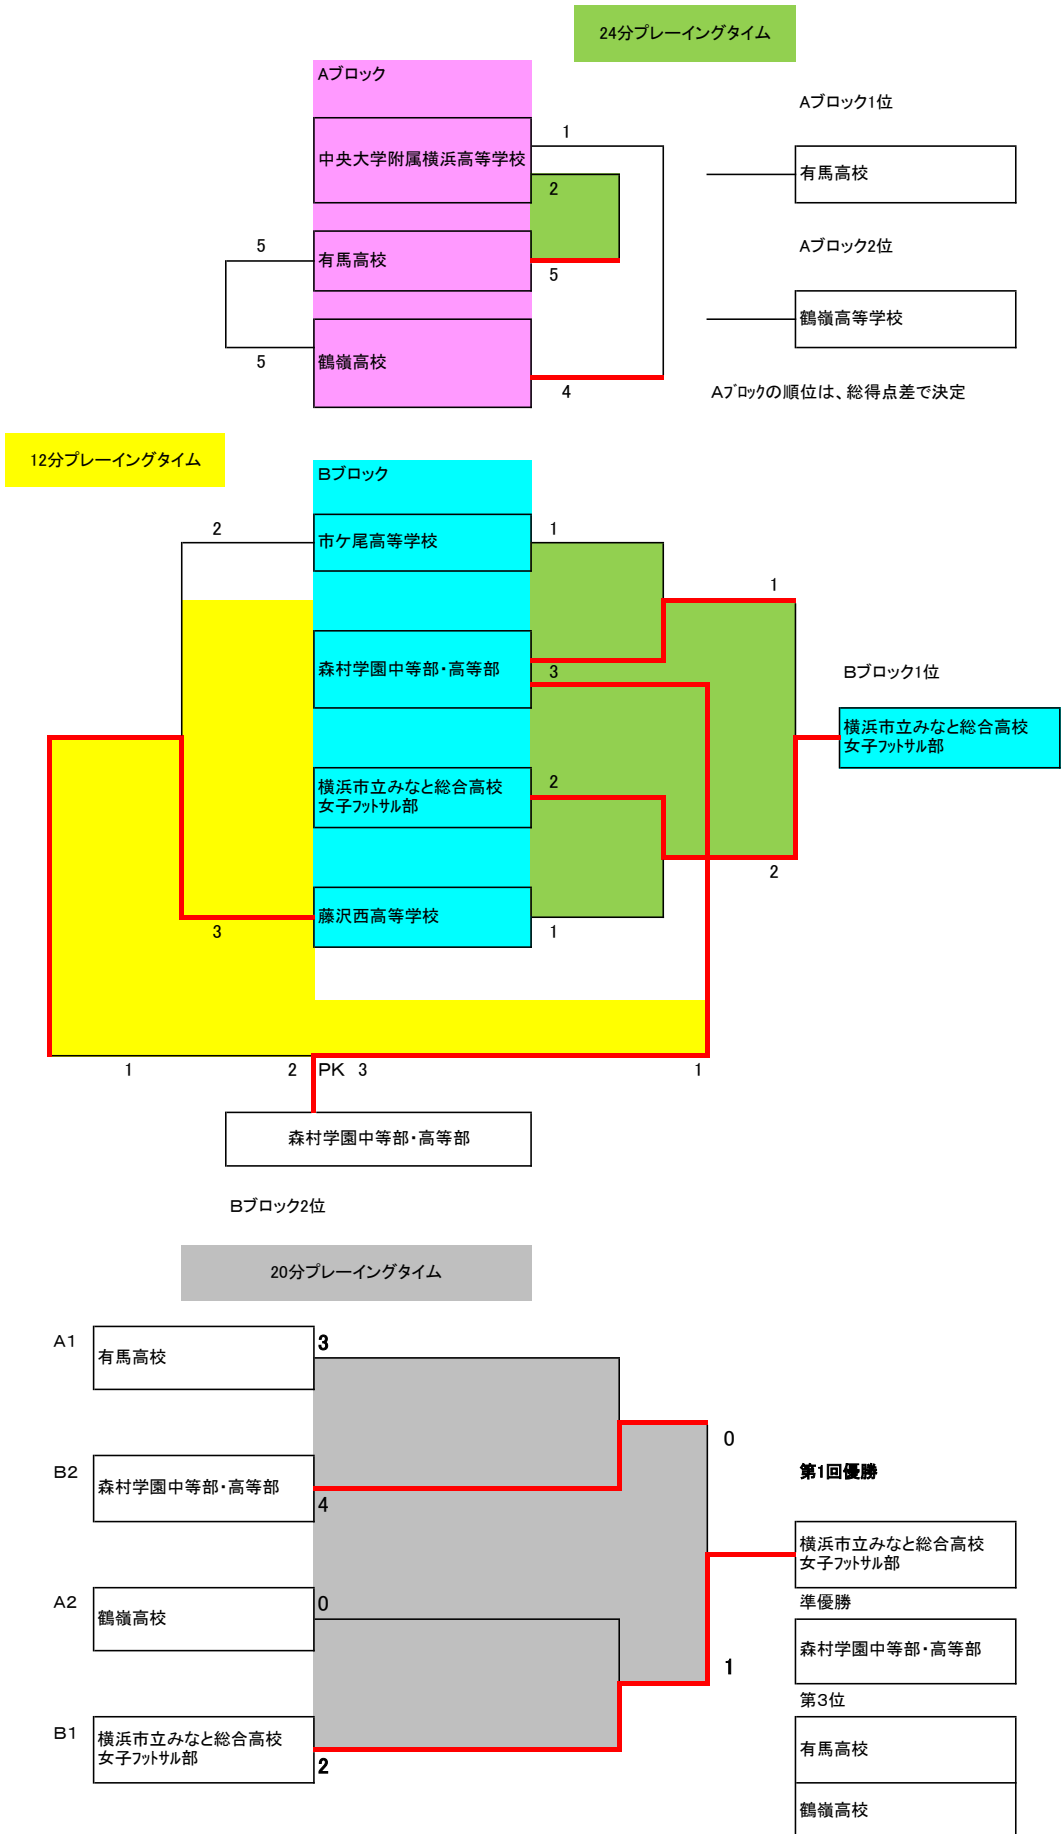 24分プレーイングタイム
Aブロック
Aブロック1位
1
中央大学附属横浜高等学校
有馬高校
2
5
有馬高校
Aブロック2位
5
鶴嶺高等学校
5
鶴嶺高校
4
Aブロックの順位は、総得点差で決定
12分プレーイングタイム
Bブロック
2
市ケ尾高等学校
1
1
森村学園中等部・高等部
3
Bブロック1位
横浜市立みなと総合高校
女子フットサル部
横浜市立みなと総合高校
女子フットサル部
2
2
藤沢西高等学校
3
1
1
2
PK 3
1
森村学園中等部・高等部
Bブロック2位
20分プレーイングタイム
A1
有馬高校
3
0
B2
森村学園中等部・高等部
4
第1回優勝
横浜市立みなと総合高校
女子フットサル部
A2
鶴嶺高校
0
準優勝
森村学園中等部・高等部
1
第3位
B1
横浜市立みなと総合高校
女子フットサル部
2
有馬高校
鶴嶺高校